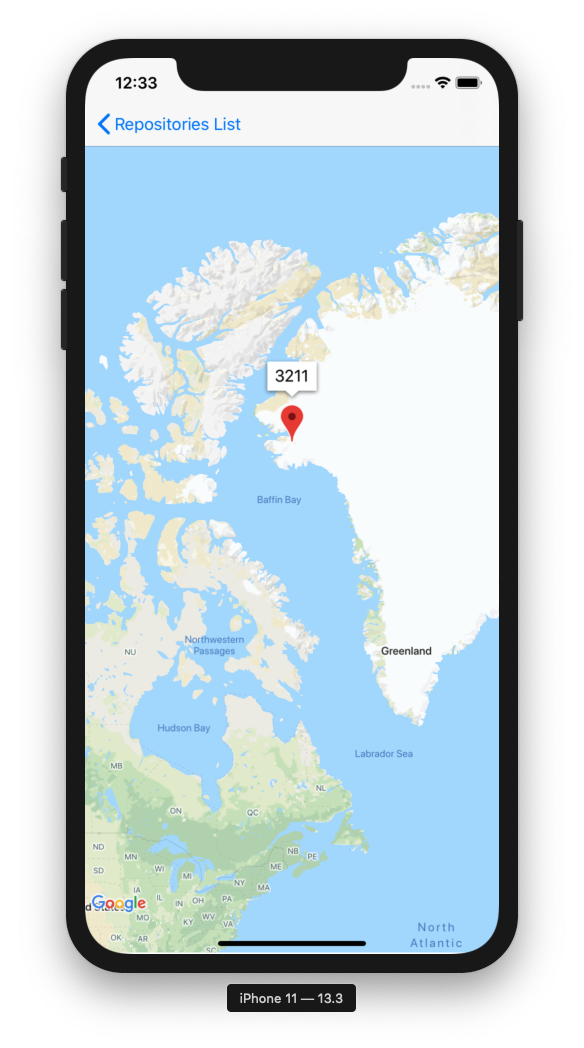 12:33
Repositories List
3211
Baffin Bay
Northwestern
Passages
NU
Greenland
Hudson Bay
Labrador Sea
MB
NL
ON
QC
ND
MN
NB
PE
SD
WI
ME
MI
NY
MA
IA
IL
IN
OH
PA
Google
MO
WV
KY
VA
OK
AR
SC
North
Atlantic
iPhone 11 — 13.3